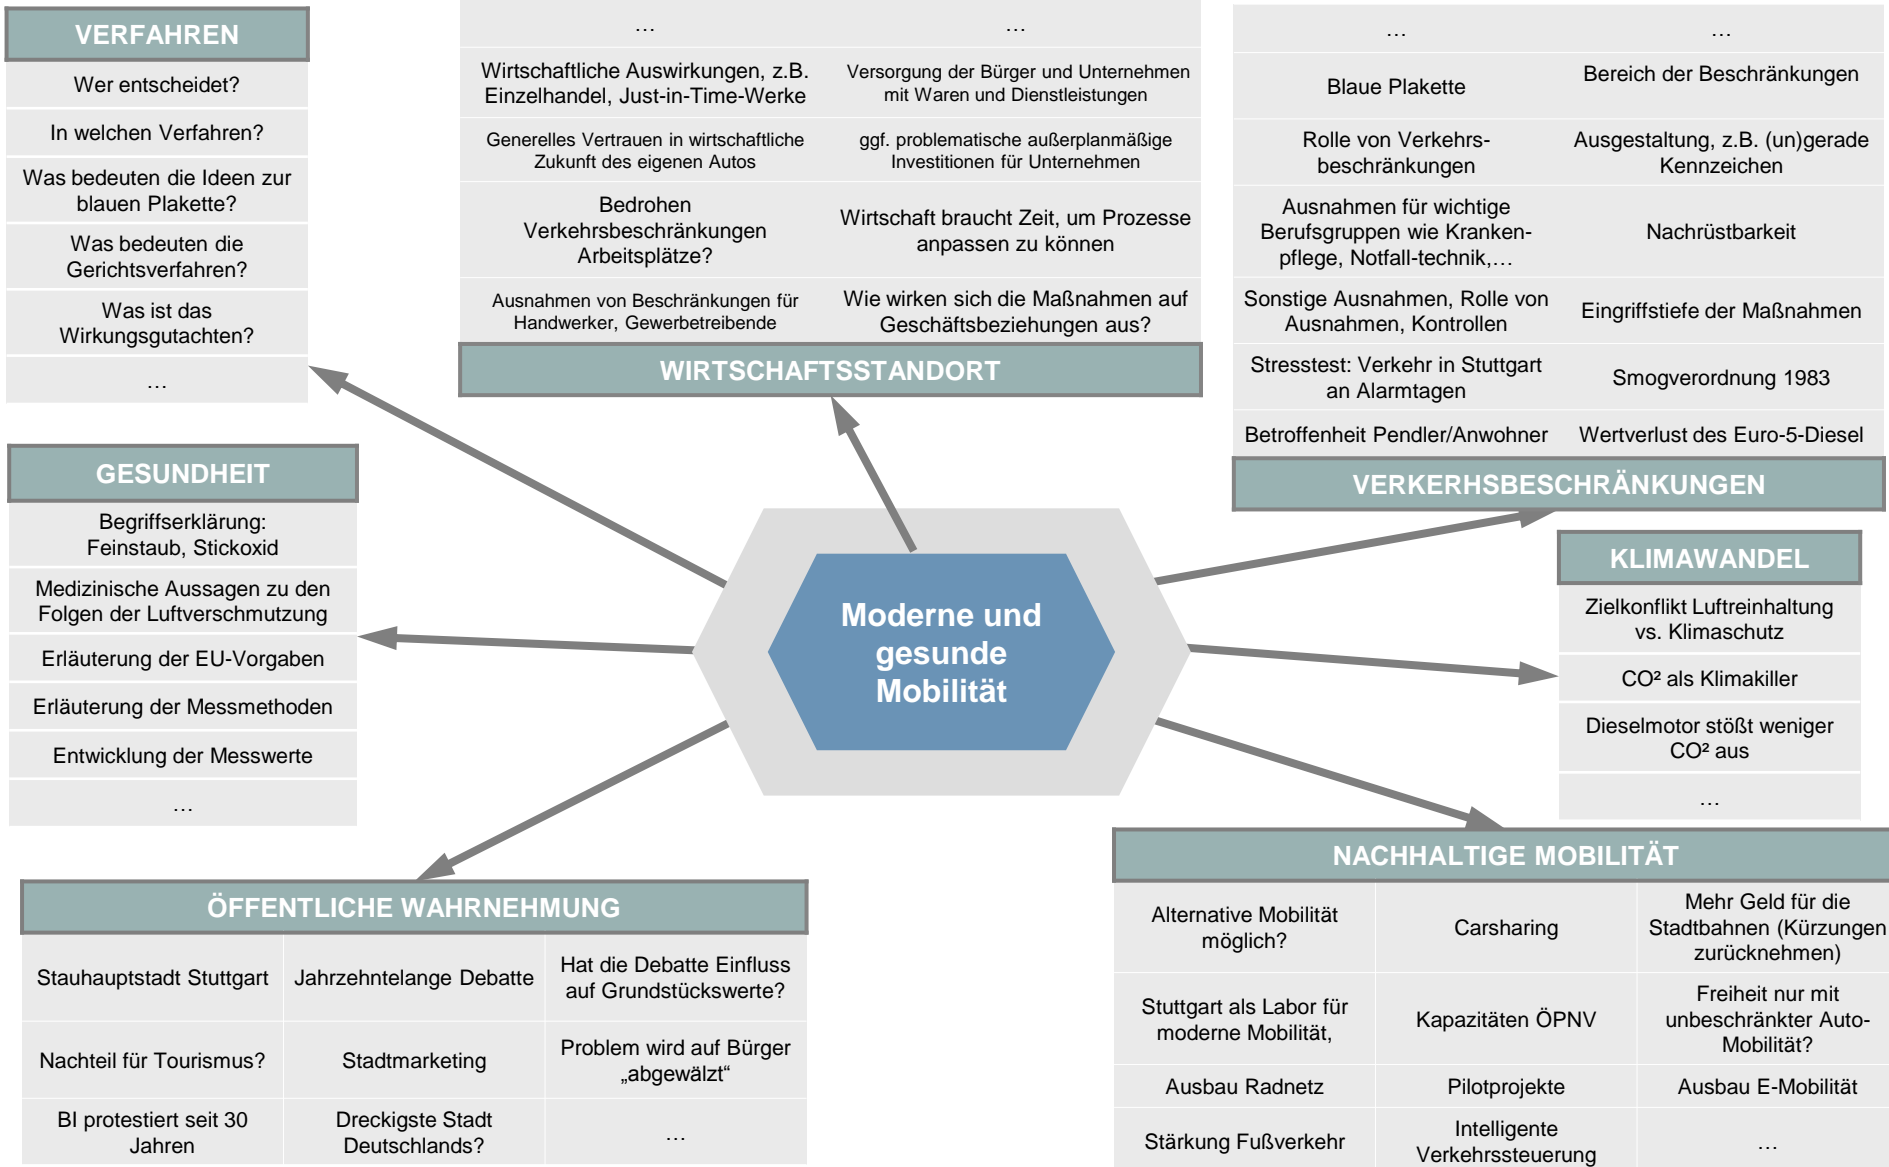 VERFAHREN
Wer entscheidet?
In welchen Verfahren?
Was bedeuten die Ideen zur
blauen Plakette?
Was bedeuten die
Gerichtsverfahren?
Was ist das
Wirkungsgutachten?
…
…
…
Wirtschaftliche Auswirkungen, z.B.
Einzelhandel, Just-in-Time-Werke
Versorgung der Bürger und Unternehmen
mit Waren und Dienstleistungen
Generelles Vertrauen in wirtschaftliche
Zukunft des eigenen Autos
ggf. problematische außerplanmäßige
Investitionen für Unternehmen
Bedrohen
Verkehrsbeschränkungen
Arbeitsplätze?
Wirtschaft braucht Zeit, um Prozesse
anpassen zu können
Ausnahmen von Beschränkungen für
Handwerker, Gewerbetreibende
Wie wirken sich die Maßnahmen auf
Geschäftsbeziehungen aus?
WIRTSCHAFTSSTANDORT
…
…
Blaue Plakette
Bereich der Beschränkungen
Rolle von Verkehrs-
beschränkungen
Ausgestaltung, z.B. (un)gerade
Kennzeichen
Ausnahmen für wichtige
Berufsgruppen wie Kranken-
pflege, Notfall-technik,…
Nachrüstbarkeit
Sonstige Ausnahmen, Rolle von
Ausnahmen, Kontrollen
Eingriffstiefe der Maßnahmen
Stresstest: Verkehr in Stuttgart
an Alarmtagen
Smogverordnung 1983
Betroffenheit Pendler/Anwohner
Wertverlust des Euro-5-Diesel
VERKERHSBESCHRÄNKUNGEN
GESUNDHEIT
Begriffserklärung:
Feinstaub, Stickoxid
Medizinische Aussagen zu den
Folgen der Luftverschmutzung
Erläuterung der EU-Vorgaben
Erläuterung der Messmethoden
Entwicklung der Messwerte
…
Moderne und
gesunde
Mobilität
KLIMAWANDEL
Zielkonflikt Luftreinhaltung
vs. Klimaschutz
CO² als Klimakiller
Dieselmotor stößt weniger
CO² aus
…
ÖFFENTLICHE WAHRNEHMUNG
Stauhauptstadt Stuttgart
Jahrzehntelange Debatte
Hat die Debatte Einfluss
auf Grundstückswerte?
Nachteil für Tourismus?
Stadtmarketing
Problem wird auf Bürger
„abgewälzt“
BI protestiert seit 30
Jahren
Dreckigste Stadt
Deutschlands?
…
NACHHALTIGE MOBILITÄT
Alternative Mobilität
möglich?
Carsharing
Mehr Geld für die
Stadtbahnen (Kürzungen
zurücknehmen)
Stuttgart als Labor für
moderne Mobilität,
Kapazitäten ÖPNV
Freiheit nur mit
unbeschränkter Auto-
Mobilität?
Ausbau Radnetz
Pilotprojekte
Ausbau E-Mobilität
Stärkung Fußverkehr
Intelligente
Verkehrssteuerung
…